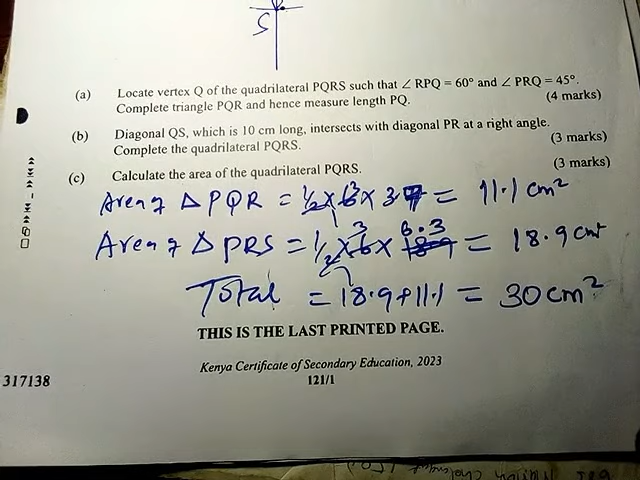 S
(a) Locate vertex Q of the quadrilateral PQRS such that ∠ RPQ = 60° and ∠ PRQ = 45°.
Complete triangle PQR and hence measure length PQ. (4 marks)
(b) Diagonal QS, which is 10 cm long, intersects with diagonal PR at a right angle.
Complete the quadrilateral PQRS. (3 marks)
(c) Calculate the area of the quadrilateral PQRS. (3 marks)
Area of △ PQR = 1/2 × 6 3 × 3.7 = 11.1 cm²
Area of △ PRS = 1/2 × 6 3 × 6.3 = 18.9 cm²
Total = 18.9+11.1 = 30 cm²
THIS IS THE LAST PRINTED PAGE.
Kenya Certificate of Secondary Education, 2023
121/1
317138